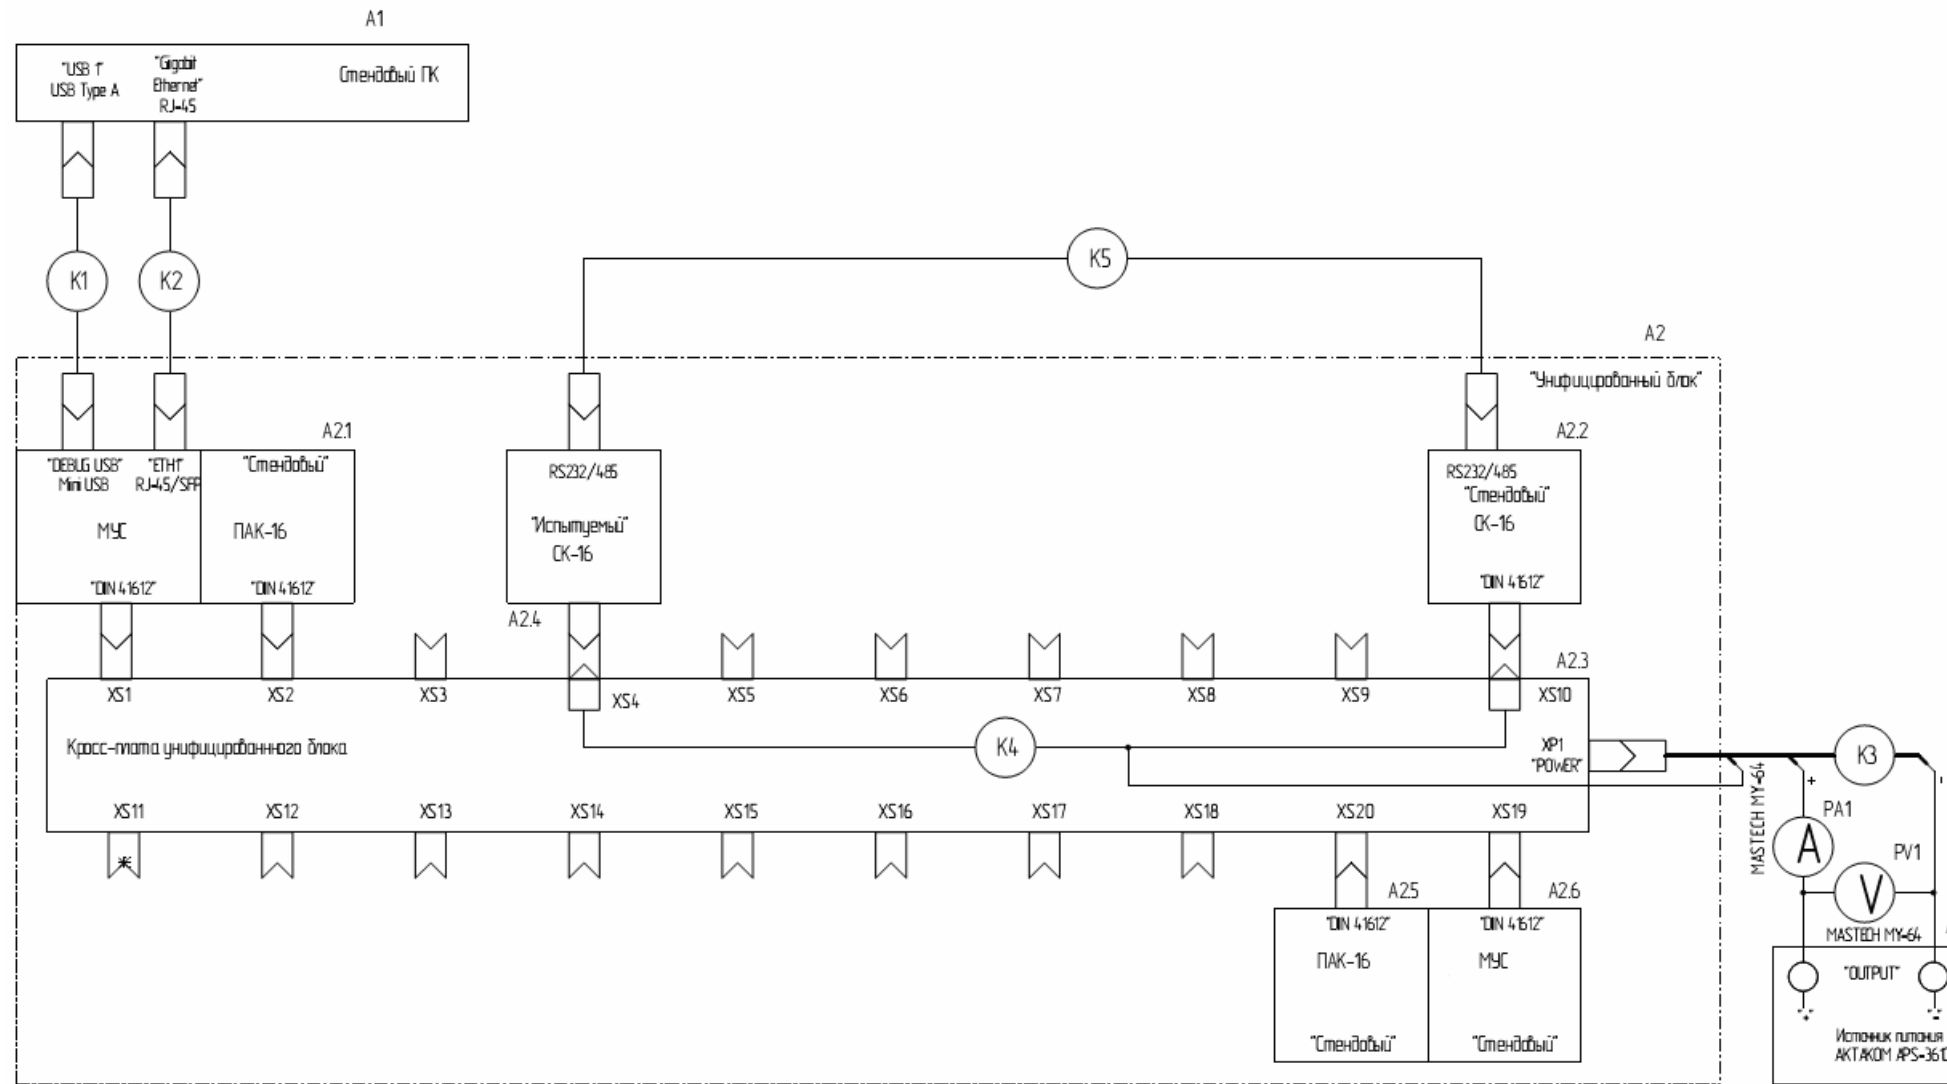 A1
"USB 1"
USB Type A
"Gigabit
Ethernet"
RJ-45
Стендовый ПК
K1
K2
K5
A2
"Унифицированный блок"
A2.1
"DEBUG USB"
Mini USB
"ETH1"
RJ-45/SFP
"Стендовый"
МУС
ПАК-16
"DIN 41612"
"DIN 41612"
RS232/485
"Испытуемый"
СК-16
A2.4
A2.2
RS232/485
"Стендовый"
СК-16
"DIN 41612"
A2.3
XS1
XS2
XS3
XS4
XS5
XS6
XS7
XS8
XS9
XS10
Кросс-плата унифицированного блока
K4
XP1
"POWER"
K3
XS11
XS12
XS13
XS14
XS15
XS16
XS17
XS18
XS20
XS19
MASTECH MY-64
+
-
PA1
A
PV1
V
MASTECH MY-64
A2.5
A2.6
"DIN 41612"
"DIN 41612"
ПАК-16
МУС
"Стендовый"
"Стендовый"
"OUTPUT"
"+"
"-"
Источник питания
АКТАКОМ APS-361